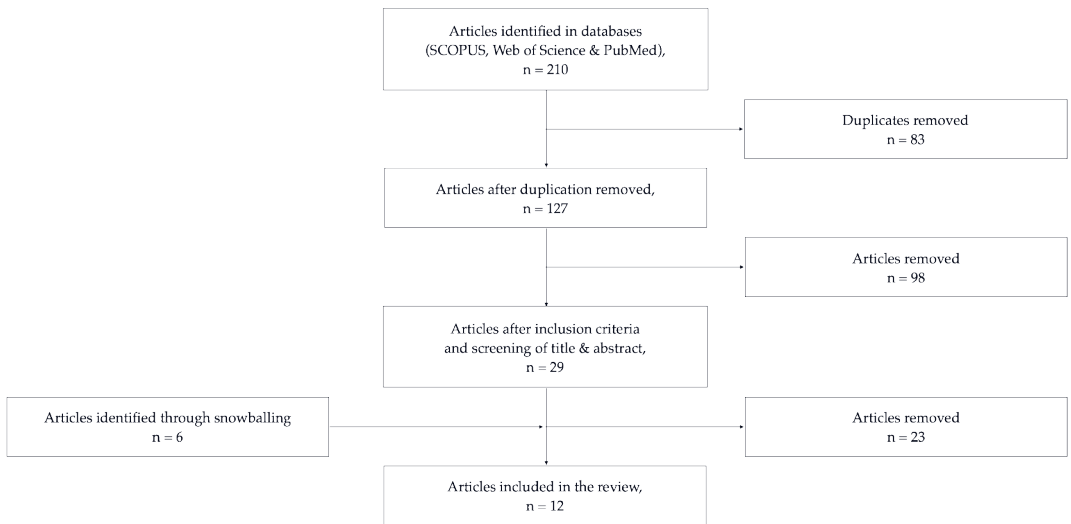 Articles identified in databases
(SCOPUS, Web of Science & PubMed),
n = 210
Duplicates removed
n = 83
Articles after duplication removed,
n = 127
Articles removed
n = 98
Articles after inclusion criteria
and screening of title & abstract,
n = 29
Articles identified through snowballing
n = 6
Articles removed
n = 23
Articles included in the review,
n = 12